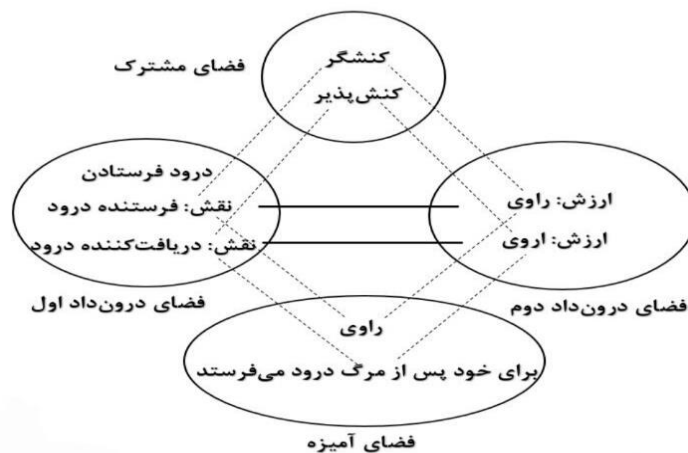 فضای مشترک
کنشگر
کنش‌پذیر
درود فرستادن
نقش: فرستنده درود
نقش: دریافت‌کننده درود
فضای درون‌داد اول
ارزش: راوی
ارزش: اروی
فضای درون‌داد دوم
راوی
برای خود پس از مرگ درود می‌فرستد
فضای آمیزه